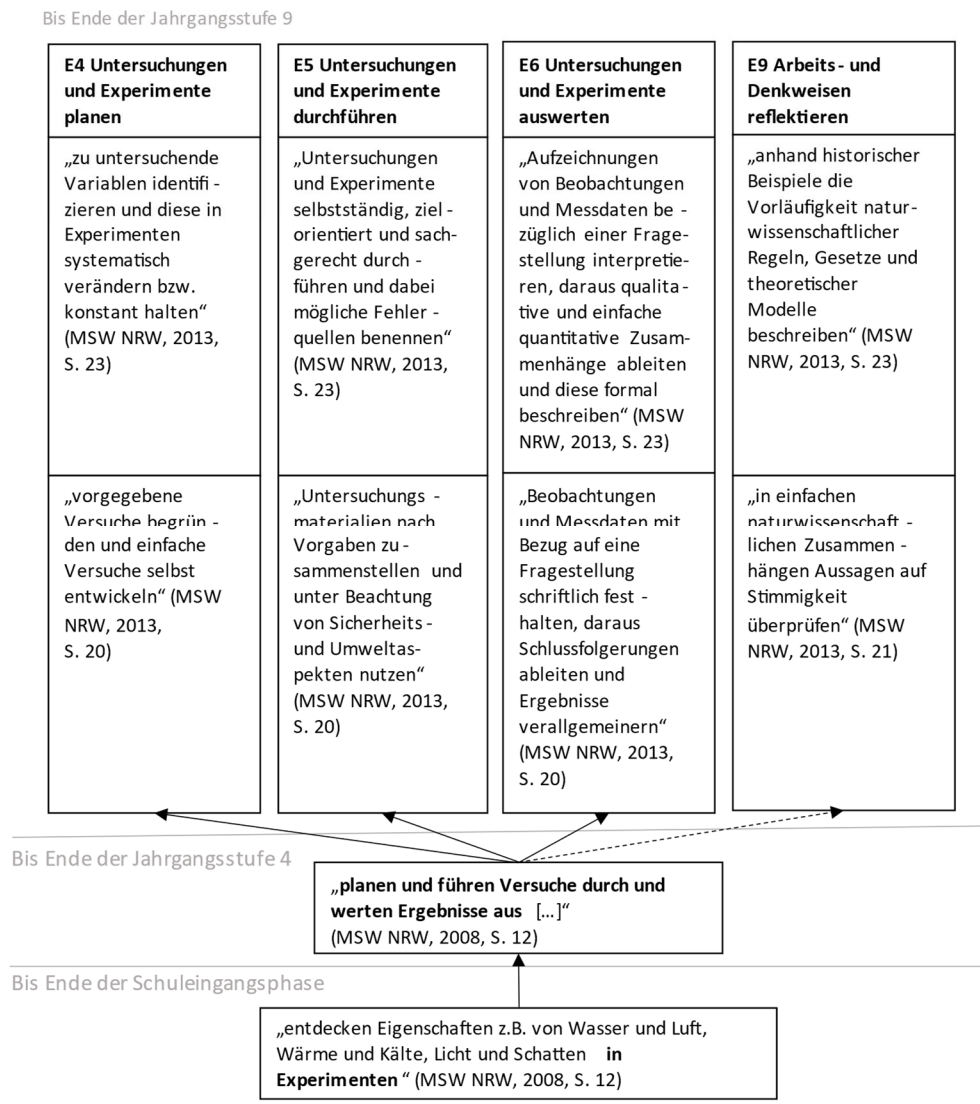 Bis Ende der Jahrgangsstufe 9
E4 Untersuchungen
und Experimente
planen
„zu untersuchende
Variablen identifi -
zieren und diese in
Experimenten
systematisch
verändern bzw.
konstant halten“
(MSW NRW, 2013,
S. 23)
„vorgegebene
Versuche begrün -
den und einfache
Versuche selbst
entwickeln“ (MSW
NRW, 2013,
S. 20)
E5 Untersuchungen
und Experimente
durchführen
„Untersuchungen
und Experimente
selbstständig, ziel -
orientiert und sach-
gerecht durch -
führen und dabei
mögliche Fehler -
quellen benennen“
(MSW NRW, 2013,
S. 23)
„Untersuchungs -
materialien nach
Vorgaben zu -
sammenstellen und
unter Beachtung
von Sicherheits -
und Umweltas-
pekten nutzen“
(MSW NRW, 2013,
S. 20)
E6 Untersuchungen
und Experimente
auswerten
„Aufzeichnungen
von Beobachtungen
und Messdaten be -
züglich einer Frage-
stellung interpretie-
ren, daraus qualita -
tive und einfache
quantitative Zusam-
menhänge ableiten
und diese formal
beschreiben“ (MSW
NRW, 2013, S. 23)
„Beobachtungen
und Messdaten mit
Bezug auf eine
Fragestellung
schriftlich fest -
halten, daraus
Schlussfolgerungen
ableiten und
Ergebnisse
verallgemeinern“
(MSW NRW, 2013,
S. 20)
E9 Arbeits - und
Denkweisen
reflektieren
„anhand historischer
Beispiele die
Vorläufigkeit natur-
wissenschaftlicher
Regeln, Gesetze und
theoretischer
Modelle
beschreiben“ (MSW
NRW, 2013, S. 23)
„in einfachen
naturwissenschaft -
lichen Zusammen -
hängen Aussagen auf
Stimmigkeit
überprüfen“ (MSW
NRW, 2013, S. 21)
Bis Ende der Jahrgangsstufe 4
„planen und führen Versuche durch und
werten Ergebnisse aus […]“
(MSW NRW, 2008, S. 12)
Bis Ende der Schuleingangsphase
„entdecken Eigenschaften z.B. von Wasser und Luft,
Wärme und Kälte, Licht und Schatten in
Experimenten “ (MSW NRW, 2008, S. 12)